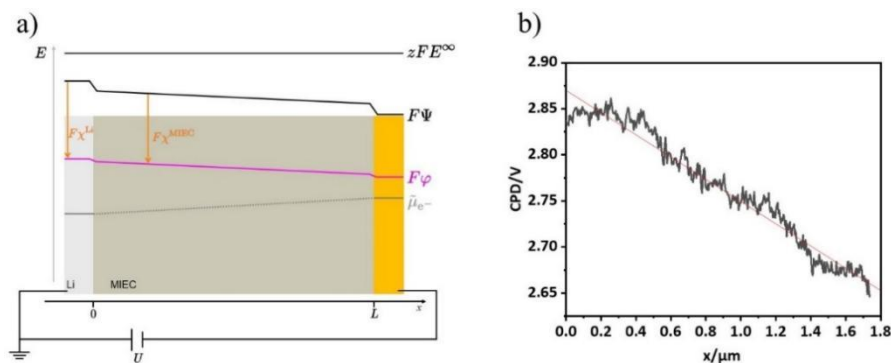 a)
E
zFE∞
Fχ^Li
Fχ^MIEC
FΨ
Fφ
μ̃e−
Li
MIEC
0
L
x
U
b)
CPD/V
2.90
2.85
2.80
2.75
2.70
2.65
0.0 0.2 0.4 0.6 0.8 1.0 1.2 1.4 1.6 1.8
x/µm